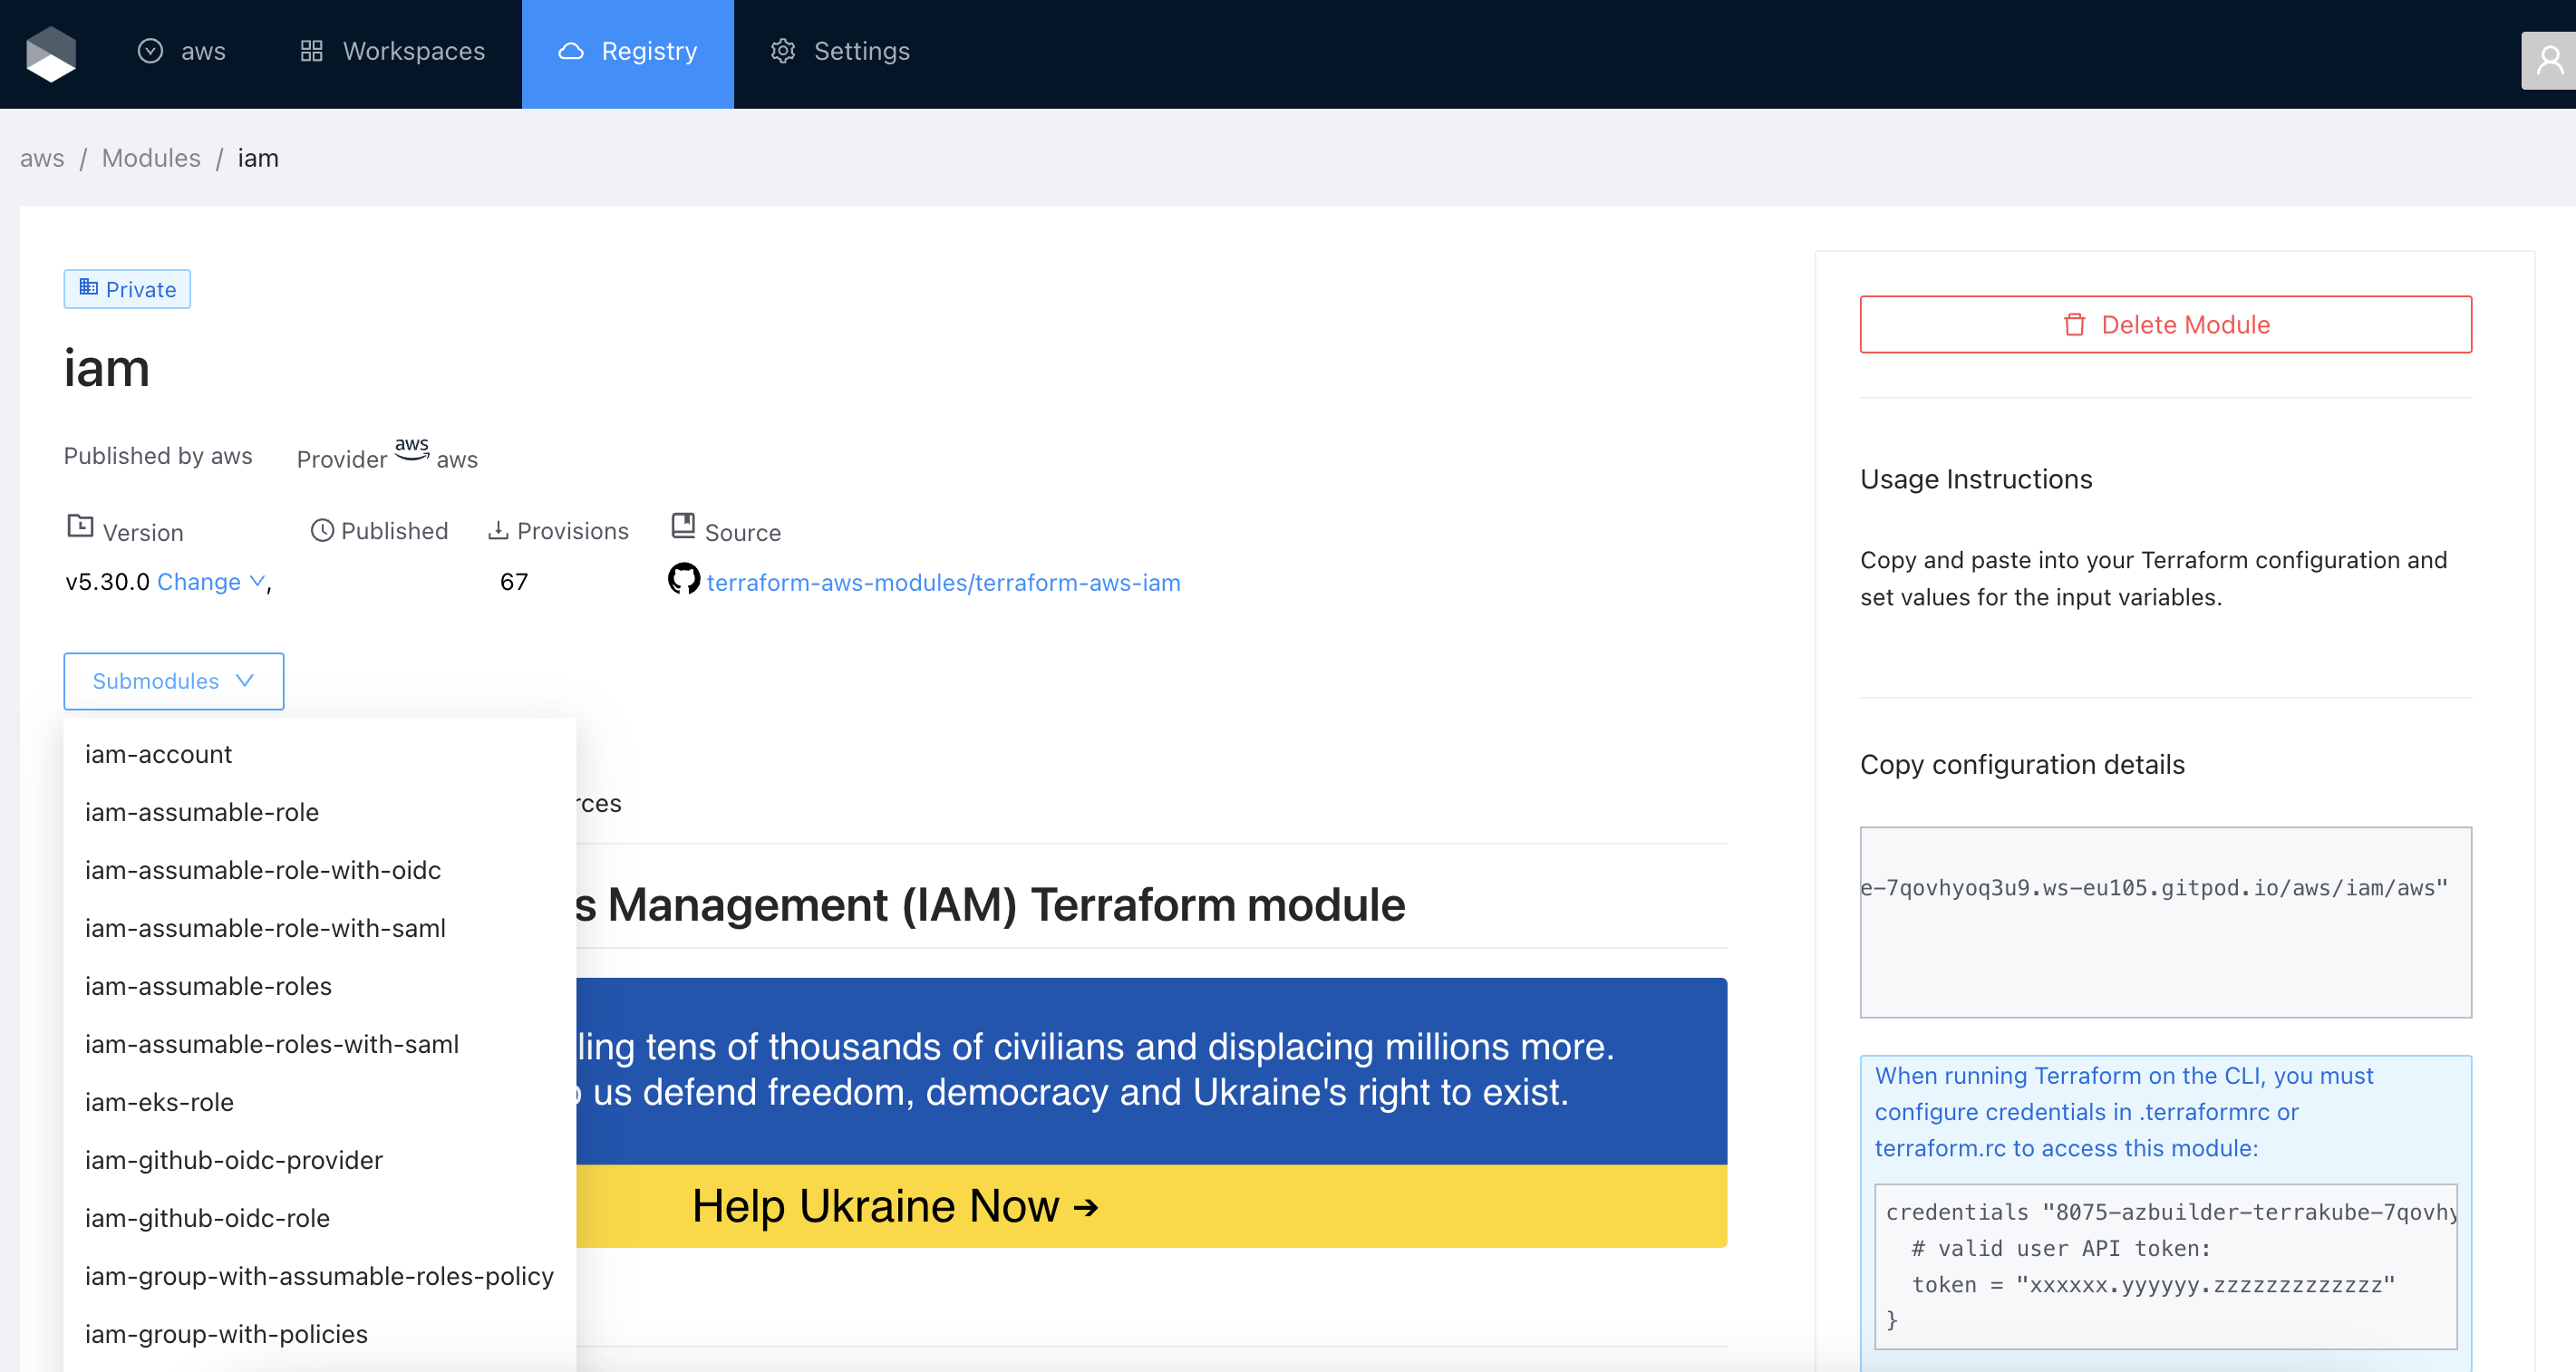 aws
Workspaces
Registry
Settings
aws / Modules / iam
Private
iam
Published by aws
Provider aws aws
Version
Published
Provisions
Source
v5.30.0 Change ,
67
terraform-aws-modules/terraform-aws-iam
Submodules
iam-account
iam-assumable-role
iam-assumable-role-with-oidc
iam-assumable-role-with-saml
iam-assumable-roles
iam-assumable-roles-with-saml
iam-eks-role
iam-github-oidc-provider
iam-github-oidc-role
iam-group-with-assumable-roles-policy
iam-group-with-policies
rces
s Management (IAM) Terraform module
ling tens of thousands of civilians and displacing millions more.
us defend freedom, democracy and Ukraine's right to exist.
Help Ukraine Now →
Delete Module
Usage Instructions
Copy and paste into your Terraform configuration and
set values for the input variables.
Copy configuration details
e-7qovhyoq3u9.ws-eu105.gitpod.io/aws/iam/aws"
When running Terraform on the CLI, you must
configure credentials in .terraformrc or
terraform.rc to access this module:
credentials "8075-azbuilder-terrakube-7qovhy
# valid user API token:
token = "xxxxxx.yyyyyy.zzzzzzzzzzzzz"
}